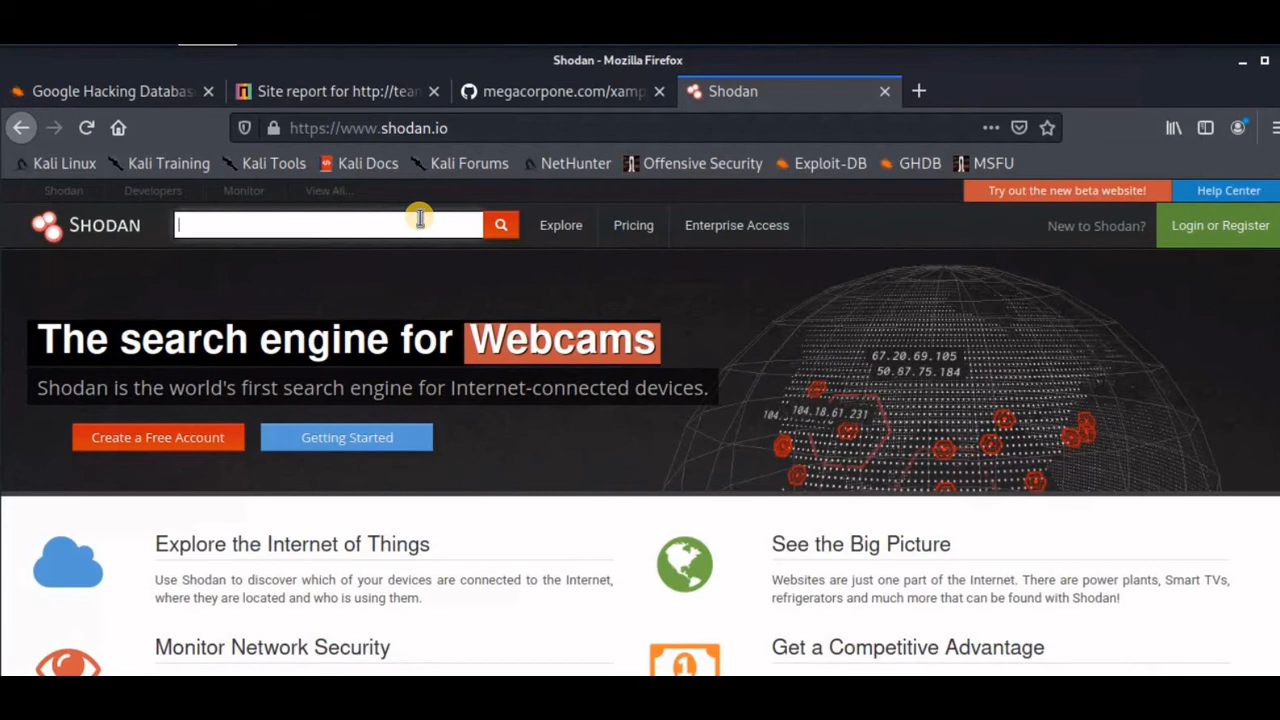 Shodan - Mozilla Firefox
Google Hacking Databas
Site report for http://tean
megacorpone.com/xamp
Shodan
https://www.shodan.io
Kali Linux
Kali Training
Kali Tools
Kali Docs
Kali Forums
NetHunter
Offensive Security
Exploit-DB
GHDB
MSFU
Shodan
Developers
Monitor
View All...
Try out the new beta website!
Help Center
SHODAN
Explore
Pricing
Enterprise Access
New to Shodan?
Login or Register
The search engine for Webcams
Shodan is the world's first search engine for Internet-connected devices.
Create a Free Account
Getting Started
67.20.69.105
50.87.75.184
104.
104.18.61.231
Explore the Internet of Things
Use Shodan to discover which of your devices are connected to the Internet,
where they are located and who is using them.
See the Big Picture
Websites are just one part of the Internet. There are power plants, Smart TVs,
refrigerators and much more that can be found with Shodan!
Monitor Network Security
Get a Competitive Advantage
1